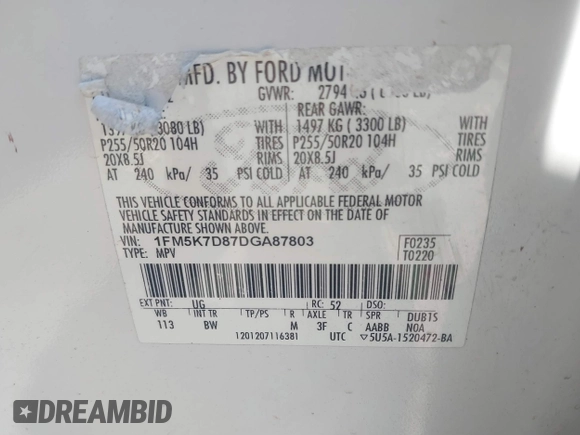 MFD. BY FORD MOT
GVWR: 2794
REAR GAWR:
3080 LB) WITH 1497 KG ( 3300 LB) WITH
P255/50R20 104H TIRES P255/50R20 104H TIRES
20X8.5J RIMS 20X8.5J RIMS
AT 240 kPa/ 35 PSI COLD AT 240 kPa/ 35 PSI COLD
THIS VEHICLE CONFORMS TO ALL APPLICABLE FEDERAL MOTOR
VEHICLE SAFETY STANDARDS IN EFFECT ON THE DATE OF
MANUFACTURE SHOWN ABOVE.
VIN: 1FM5K7D87DGA87803 F0235
TYPE: MPV T0220
EXT PNT: UG RC: 52 DSO:
WB INT TR TP/PS R AXLE TR SPR DUBTS
113 BW M 3F C AABB NOA
1201207116381 UTC ▽5U5A-1520472-BA
DREAMBID